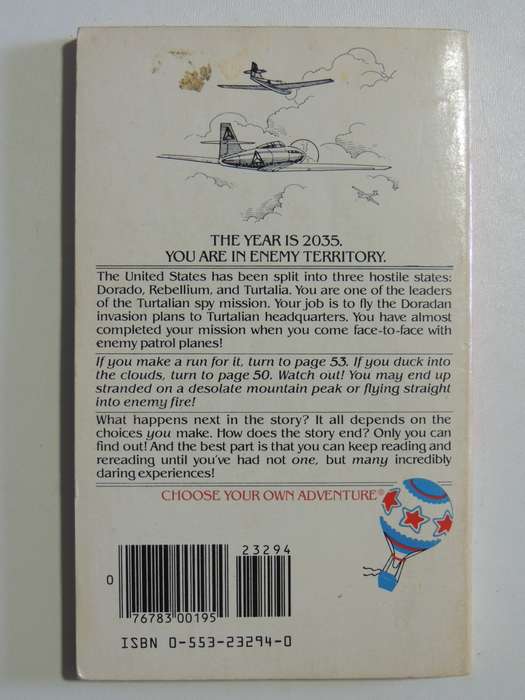 THE YEAR IS 2035.
YOU ARE IN ENEMY TERRITORY.
The United States has been split into three hostile states:
Dorado, Rebellium, and Turtalia. You are one of the leaders
of the Turtalian spy mission. Your job is to fly the Doradan
invasion plans to Turtalian headquarters. You have almost
completed your mission when you come face-to-face with
enemy patrol planes!
If you make a run for it, turn to page 53. If you duck into
the clouds, turn to page 50. Watch out! You may end up
stranded on a desolate mountain peak or flying straight
into enemy fire!
What happens next in the story? It all depends on the
choices you make. How does the story end? Only you can
find out! And the best part is that you can keep reading and
rereading until you've had not one, but many incredibly
daring experiences!
CHOOSE YOUR OWN ADVENTURE®
23294
0
76783 00195
ISBN 0-553-23294-0